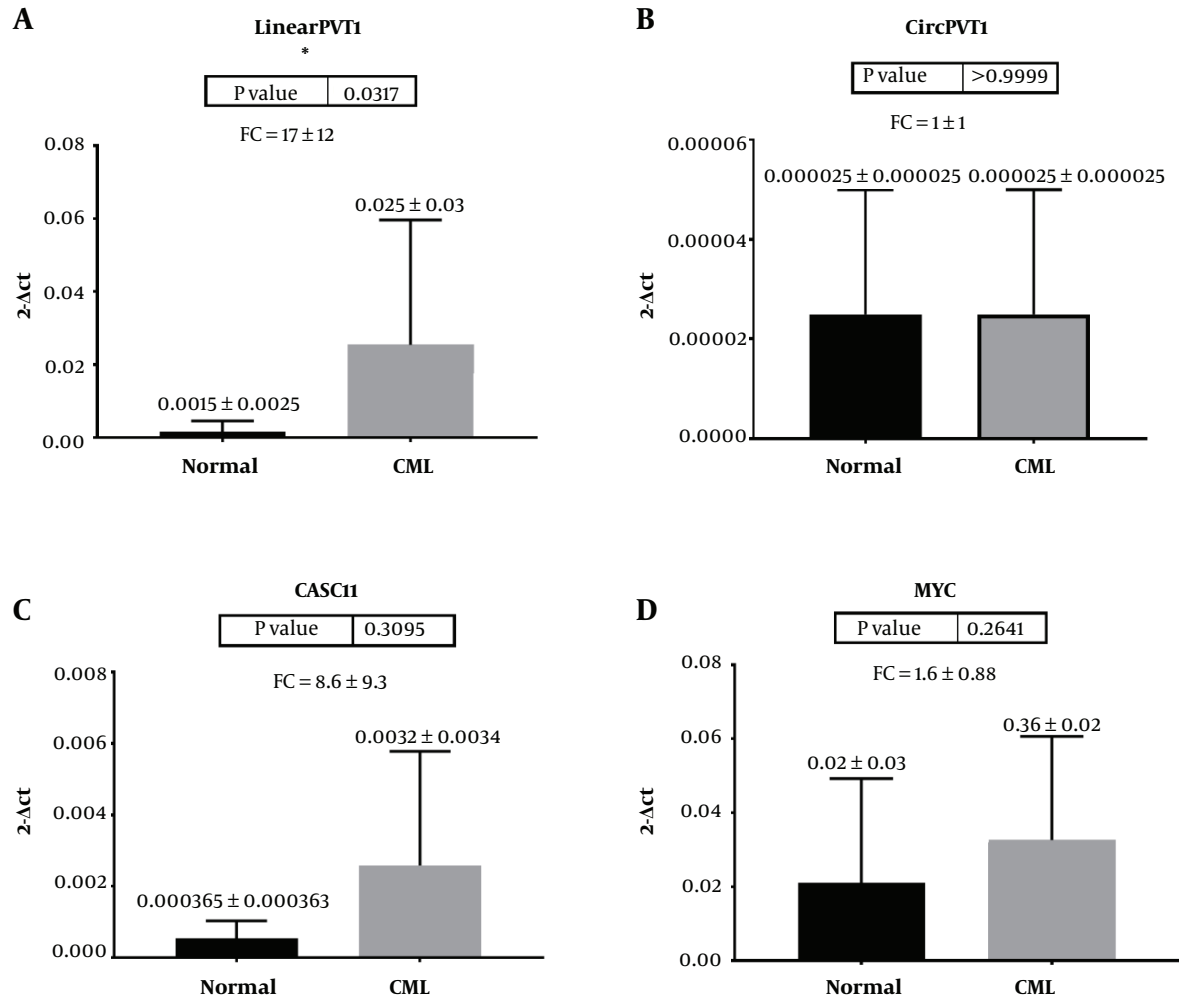 A
LinearPVT1
*
P value 0.0317
FC = 17 ± 12
0.08
0.06
0.04
0.02
0.00
2-Δct
0.025 ± 0.03
0.0015 ± 0.0025
Normal CML
B
CircPVT1
P value >0.9999
FC = 1 ± 1
0.00006
0.00004
0.00002
0.0000
2-Δct
0.000025 ± 0.000025 0.000025 ± 0.000025
Normal CML
C
CASC11
P value 0.3095
FC = 8.6 ± 9.3
0.008
0.006
0.004
0.002
0.000
2-Δct
0.0032 ± 0.0034
0.000365 ± 0.000363
Normal CML
D
MYC
P value 0.2641
FC = 1.6 ± 0.88
0.08
0.06
0.04
0.02
0.00
2-Δct
0.36 ± 0.02
0.02 ± 0.03
Normal CML